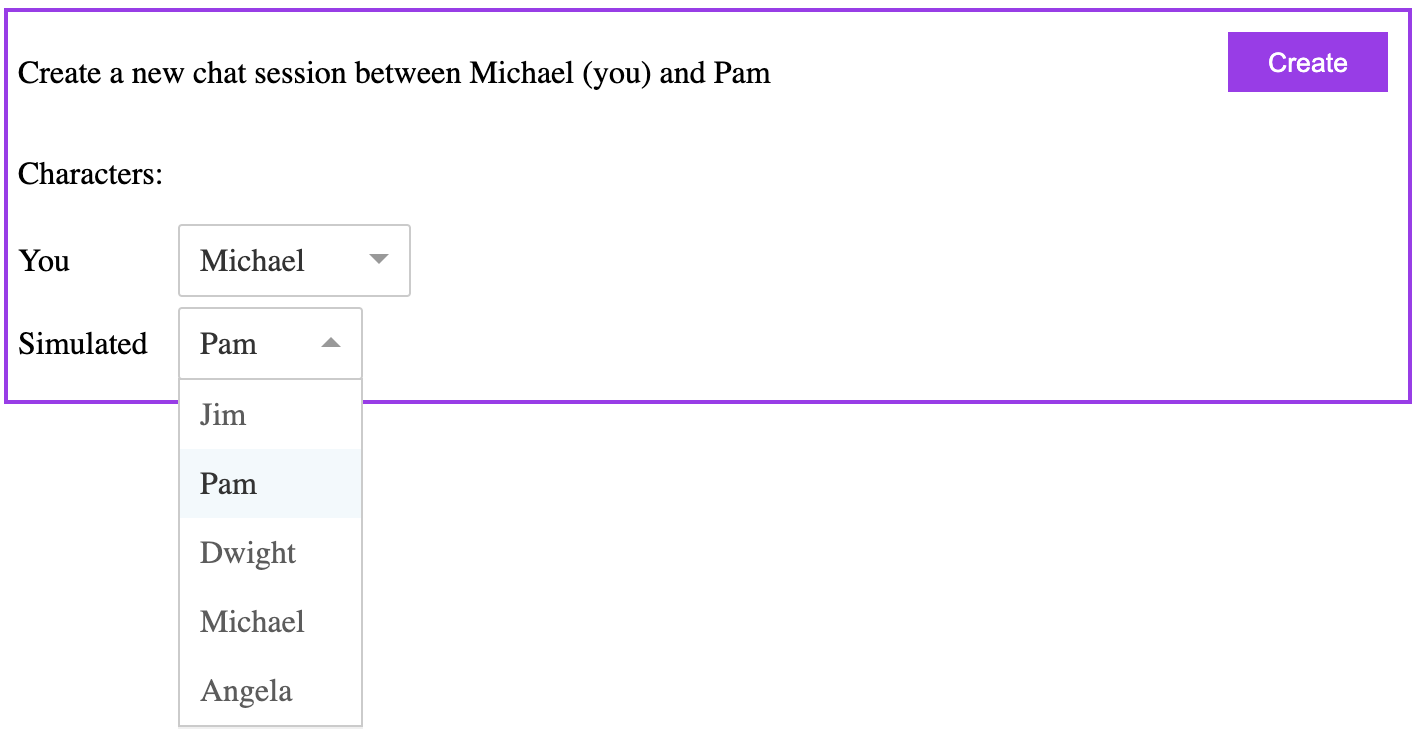 Create a new chat session between Michael (you) and Pam
Create
Characters:
You
Michael
Simulated
Pam
Jim
Pam
Dwight
Michael
Angela